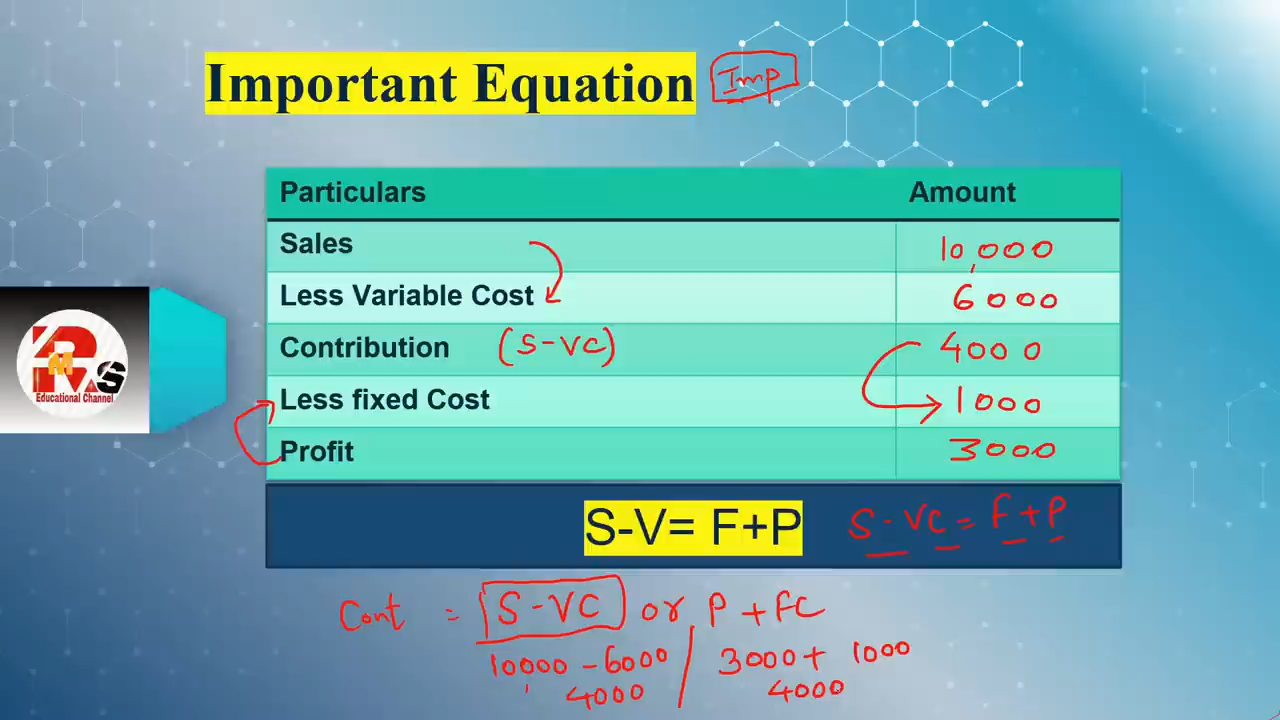 Important Equation Imp
Particulars Amount
Sales 10,000
Less Variable Cost 6000
Contribution (S-VC) 4000
Less fixed Cost 1000
Profit 3000
S-V= F+P S-VC = F+P
Cont = S-VC or P + FC
10000 - 6000 / 3000 + 1000
4000 4000
PMS
Educational Channel